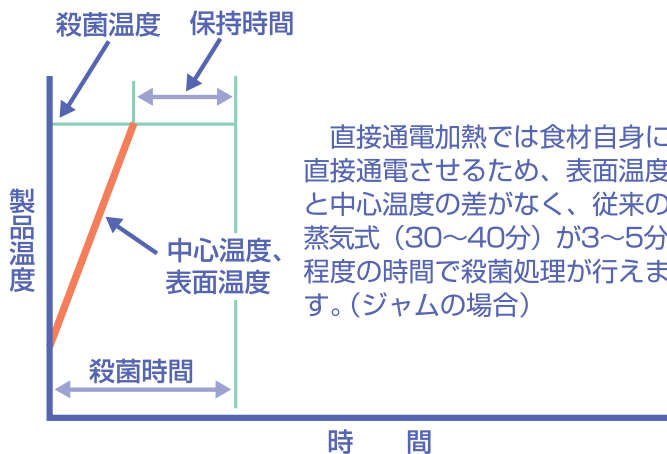 殺菌温度
保持時間
直接通電加熱では食材自身に
直接通電させるため、表面温度
と中心温度の差がなく、従来の
蒸気式（30〜40分）が3〜5分
程度の時間で殺菌処理が行えま
す。（ジャムの場合）
製品温度
中心温度、
表面温度
殺菌時間
時　　間